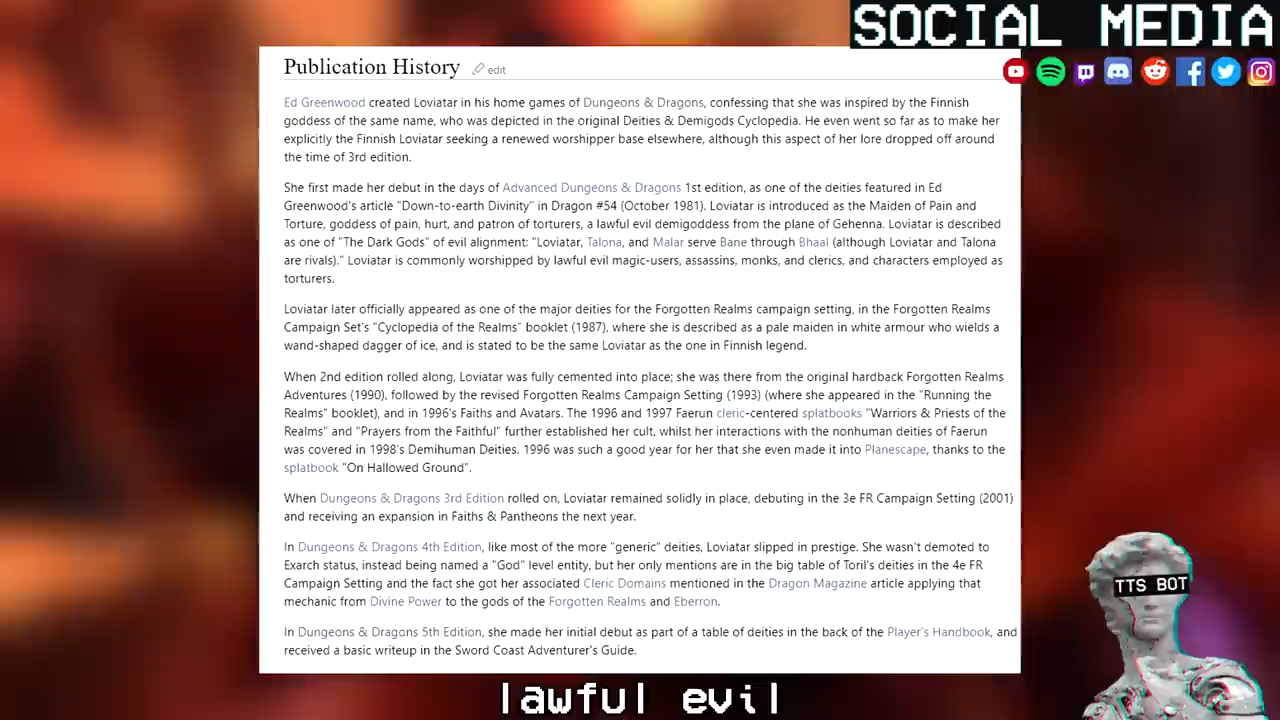 SOCIAL MEDIA
Publication History edit
Ed Greenwood created Loviatar in his home games of Dungeons & Dragons, confessing that she was inspired by the Finnish
goddess of the same name, who was depicted in the original Deities & Demigods Cyclopedia. He even went so far as to make her
explicitly the Finnish Loviatar seeking a renewed worshipper base elsewhere, although this aspect of her lore dropped off around
the time of 3rd edition.
She first made her debut in the days of Advanced Dungeons & Dragons 1st edition, as one of the deities featured in Ed
Greenwood's article "Down-to-earth Divinity" in Dragon #54 (October 1981). Loviatar is introduced as the Maiden of Pain and
Torture, goddess of pain, hurt, and patron of torturers, a lawful evil demigoddess from the plane of Gehenna. Loviatar is described
as one of "The Dark Gods" of evil alignment: "Loviatar, Talona, and Malar serve Bane through Bhaal (although Loviatar and Talona
are rivals)." Loviatar is commonly worshipped by lawful evil magic-users, assassins, monks, and clerics, and characters employed as
torturers.
Loviatar later officially appeared as one of the major deities for the Forgotten Realms campaign setting, in the Forgotten Realms
Campaign Set's "Cyclopedia of the Realms" booklet (1987), where she is described as a pale maiden in white armour who wields a
wand-shaped dagger of ice, and is stated to be the same Loviatar as the one in Finnish legend.
When 2nd edition rolled along, Loviatar was fully cemented into place; she was there from the original hardback Forgotten Realms
Adventures (1990), followed by the revised Forgotten Realms Campaign Setting (1993) (where she appeared in the "Running the
Realms" booklet), and in 1996's Faiths and Avatars. The 1996 and 1997 Faerun cleric-centered splatbooks "Warriors & Priests of the
Realms" and "Prayers from the Faithful" further established her cult, whilst her interactions with the nonhuman deities of Faerun
was covered in 1998's Demihuman Deities. 1996 was such a good year for her that she even made it into Planescape, thanks to the
splatbook "On Hallowed Ground".
When Dungeons & Dragons 3rd Edition rolled on, Loviatar remained solidly in place, debuting in the 3e FR Campaign Setting (2001)
and receiving an expansion in Faiths & Pantheons the next year.
In Dungeons & Dragons 4th Edition, like most of the more "generic" deities, Loviatar slipped in prestige. She wasn't demoted to
Exarch status, instead being named a "God" level entity, but her only mentions are in the big table of Toril's deities in the 4e FR
Campaign Setting and the fact she got her associated Cleric Domains mentioned in the Dragon Magazine article applying that
mechanic from Divine Power to the gods of the Forgotten Realms and Eberron.
In Dungeons & Dragons 5th Edition, she made her initial debut as part of a table of deities in the back of the Player's Handbook, and
received a basic writeup in the Sword Coast Adventurer's Guide.
TTS BOT
lawful evil